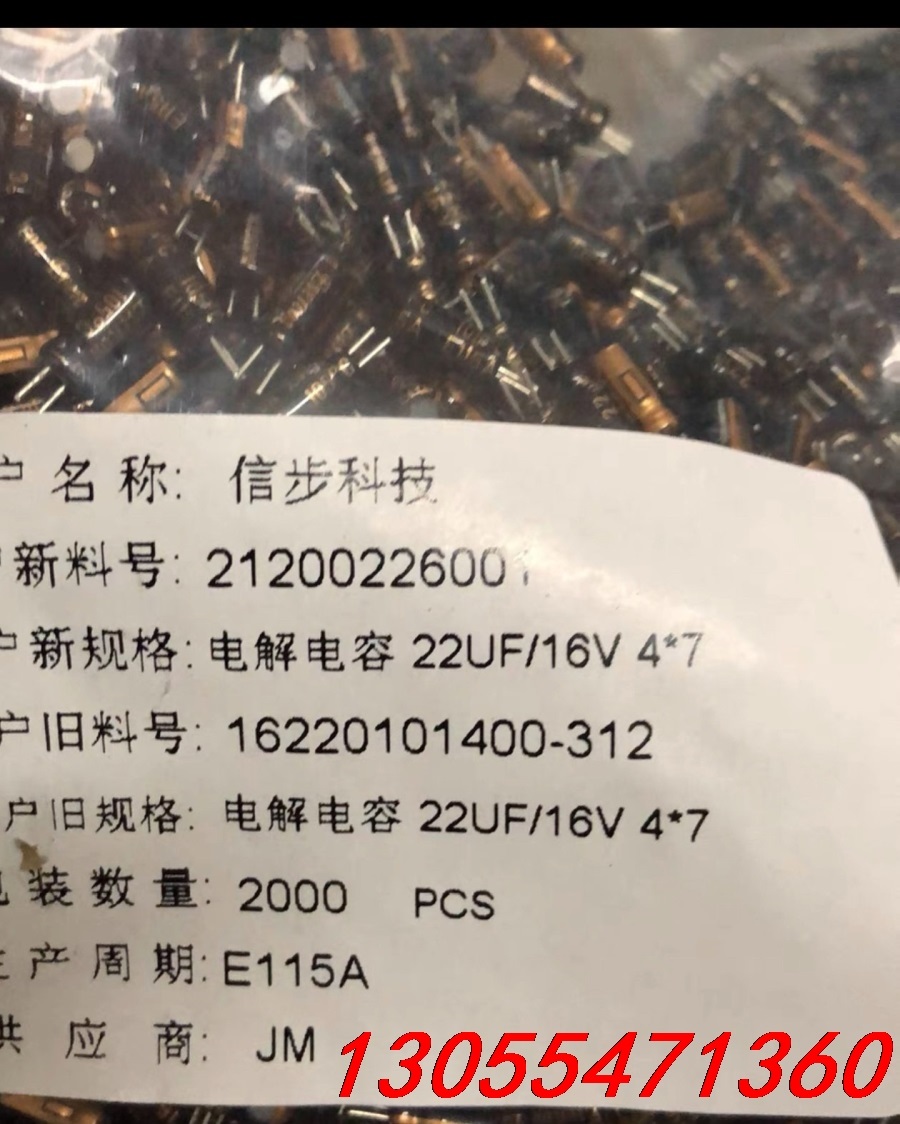 户名称: 信步科技
户新料号: 21200226001
户新规格: 电解电容 22UF/16V 4*7
户旧料号: 16220101400-312
户旧规格: 电解电容 22UF/16V 4*7
包装数量: 2000 PCS
生产周期: E115A
供应商: JM
13055471360